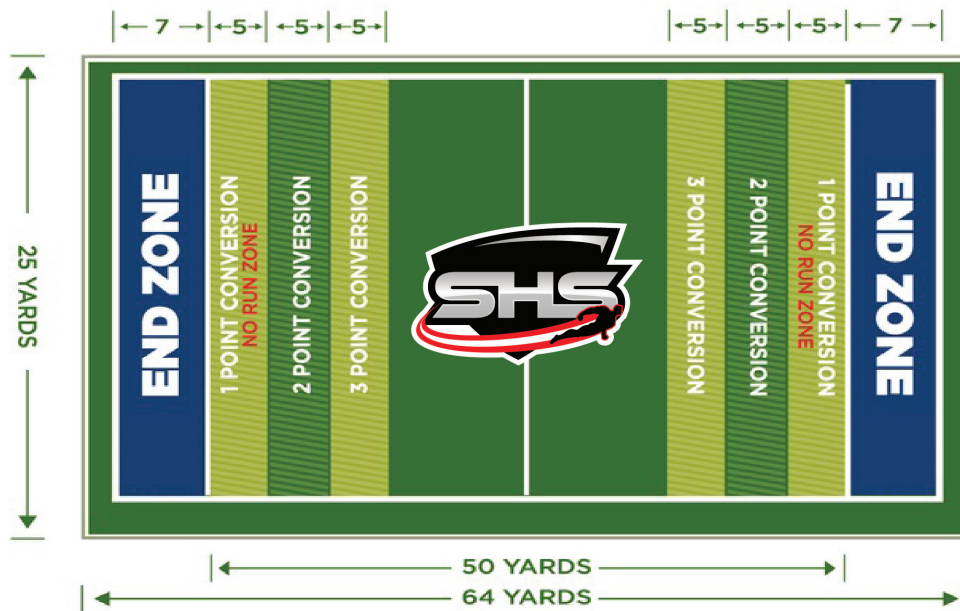 7 5 5 5 5 5 5 7
25 YARDS
END ZONE
1 POINT CONVERSION
NO RUN ZONE
2 POINT CONVERSION
3 POINT CONVERSION
SHS
3 POINT CONVERSION
2 POINT CONVERSION
1 POINT CONVERSION
NO RUN ZONE
END ZONE
50 YARDS
64 YARDS